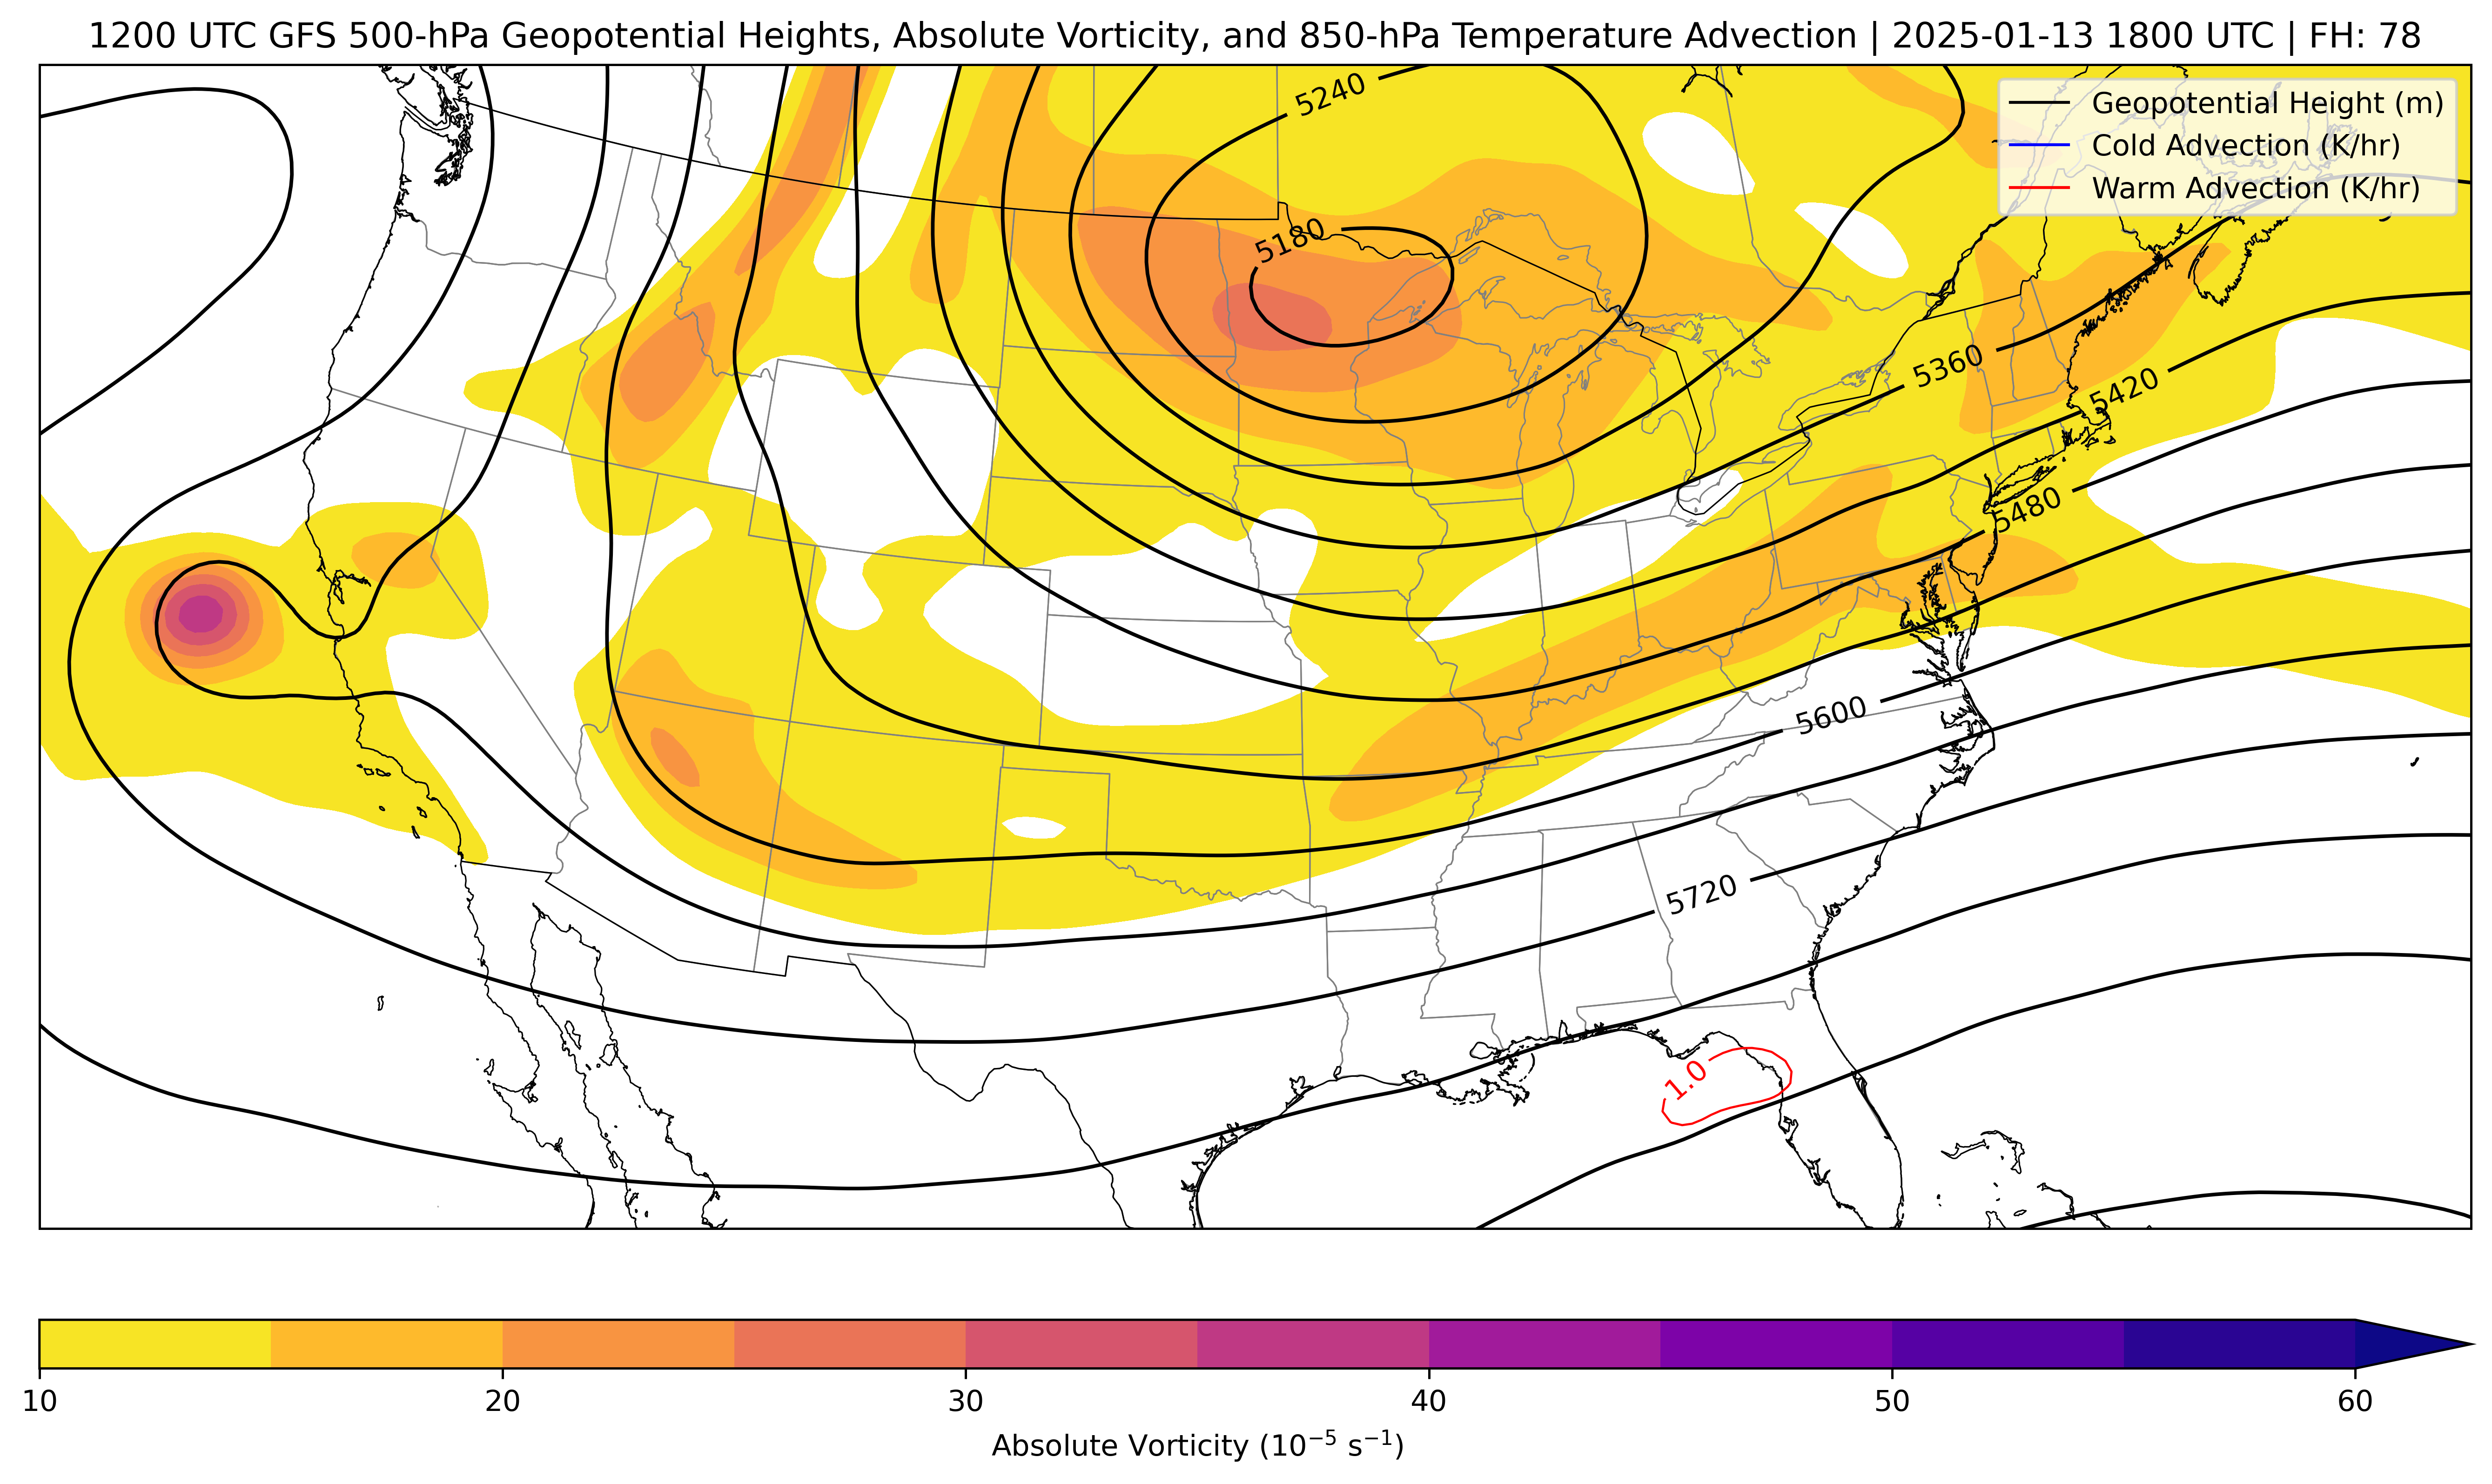 1200 UTC GFS 500-hPa Geopotential Heights, Absolute Vorticity, and 850-hPa Temperature Advection | 2025-01-13 1800 UTC | FH: 78
Geopotential Height (m)
Cold Advection (K/hr)
Warm Advection (K/hr)
5240
5180
5360
5420
5480
5600
5720
1.0
10 20 30 40 50 60
Absolute Vorticity (10⁻⁵ s⁻¹)